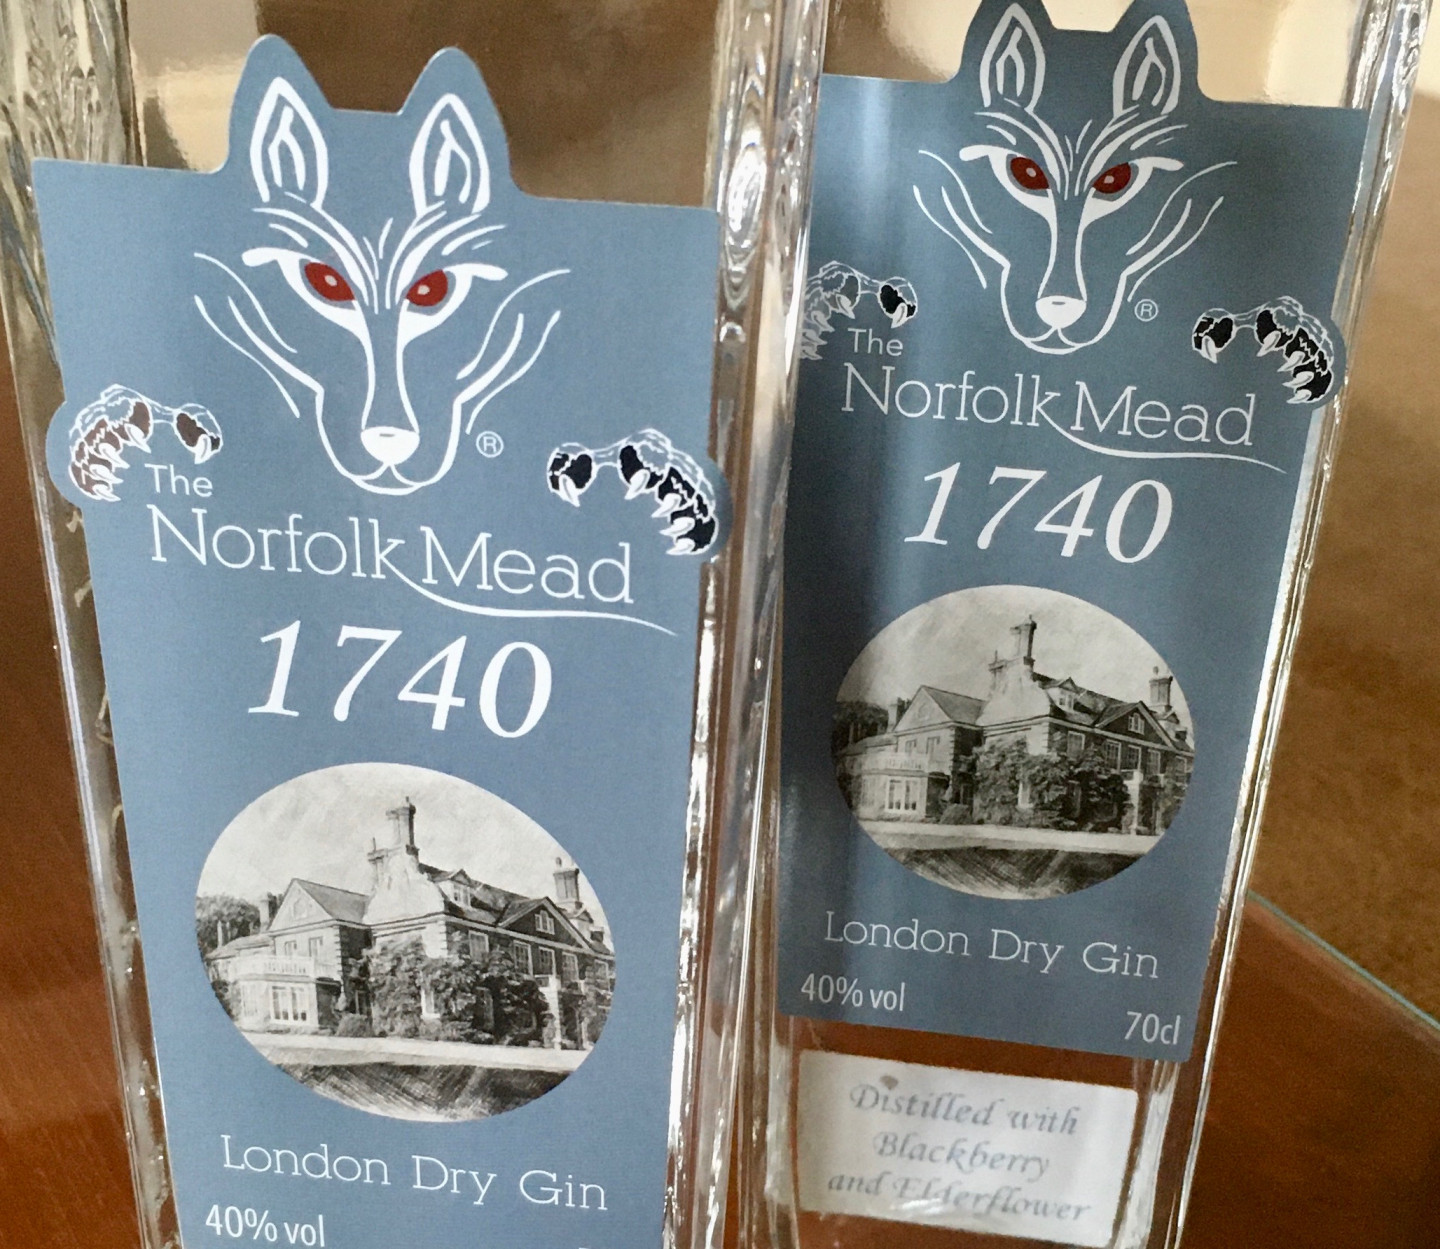 ®
The
Norfolk Mead
1740
London Dry Gin
40% vol
®
The
Norfolk Mead
1740
London Dry Gin
40% vol
70cl
Distilled with
Blackberry
and Elderflower